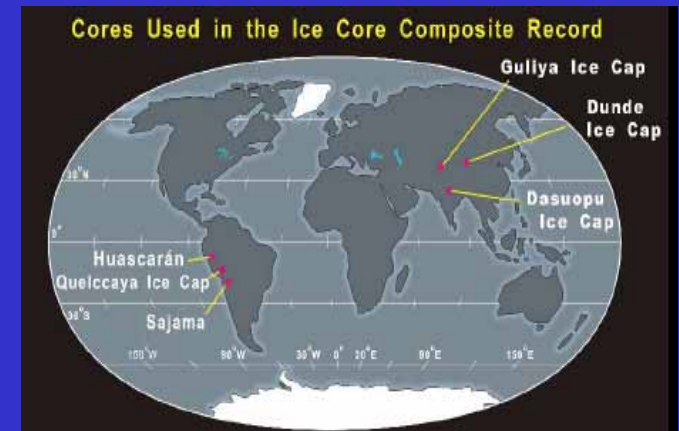 Cores Used in the Ice Core Composite Record
Guliya Ice Cap
Dunde
Ice Cap
Dasuopu
Ice Cap
30°N
0°
Huascarán
Quelccaya Ice Cap
Sajama
30°S
150°W
90°W
30°W 0° 30°E
90°E
150°E